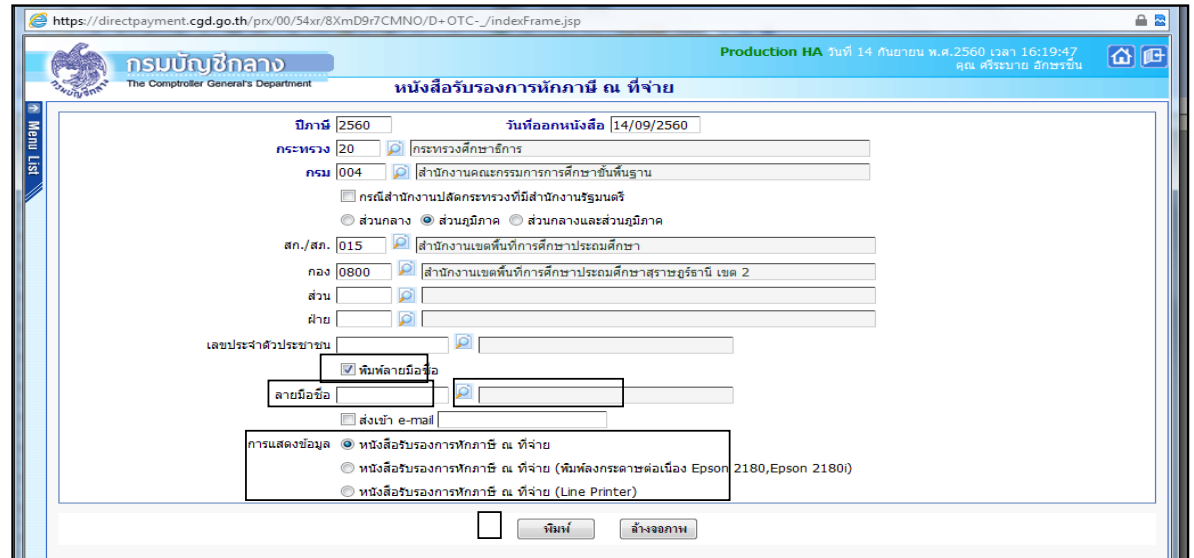 https://directpayment.cgd.go.th/prx/00/54xr/8XmD9r7CMNO/D+OTC-_/indexFrame.jsp
กรมบัญชีกลาง
The Comptroller General's Department
Production HA วันที่ 14 กันยายน พ.ศ.2560 เวลา 16:19:47
คุณ ศรีระบาย อักษรชื่น
หนังสือรับรองการหักภาษี ณ ที่จ่าย
Menu List
ปีภาษี 2560 วันที่ออกหนังสือ 14/09/2560
กระทรวง 20 กระทรวงศึกษาธิการ
กรม 004 สำนักงานคณะกรรมการการศึกษาขั้นพื้นฐาน
กรณีสำนักงานปลัดกระทรวงที่มีสำนักงานรัฐมนตรี
ส่วนกลาง ส่วนภูมิภาค ส่วนกลางและส่วนภูมิภาค
สก./สภ. 015 สำนักงานเขตพื้นที่การศึกษาประถมศึกษา
กอง 0800 สำนักงานเขตพื้นที่การศึกษาประถมศึกษาสุราษฎร์ธานี เขต 2
ส่วน
ฝ่าย
เลขประจำตัวประชาชน
พิมพ์ลายมือชื่อ
ลายมือชื่อ
ส่งเข้า e-mail
การแสดงข้อมูล หนังสือรับรองการหักภาษี ณ ที่จ่าย
หนังสือรับรองการหักภาษี ณ ที่จ่าย (พิมพ์ลงกระดาษต่อเนื่อง Epson 2180,Epson 2180i)
หนังสือรับรองการหักภาษี ณ ที่จ่าย (Line Printer)
พิมพ์ ล้างจอภาพ